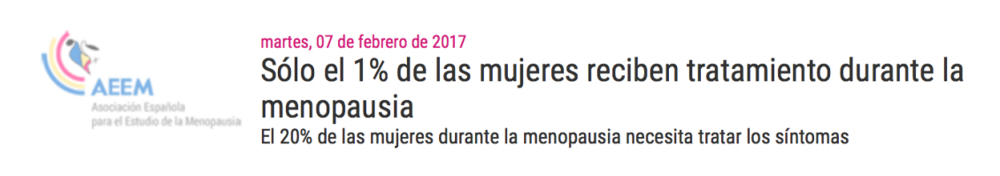 AEEM
Asociación Española
para el Estudio de la Menopausia
martes, 07 de febrero de 2017
Sólo el 1% de las mujeres reciben tratamiento durante la
menopausia
El 20% de las mujeres durante la menopausia necesita tratar los síntomas